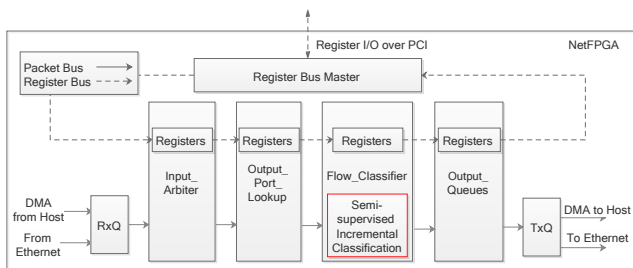 Register I/O over PCI
NetFPGA
Packet Bus
Register Bus
Register Bus Master
Registers
Registers
Registers
Registers
Input_
Arbiter
Output_
Port_
Lookup
Flow_Classifier
Output_
Queues
Semi-
supervised
Incremental
Classification
DMA
from Host
From
Ethernet
RxQ
TxQ
DMA to Host
To Ethernet